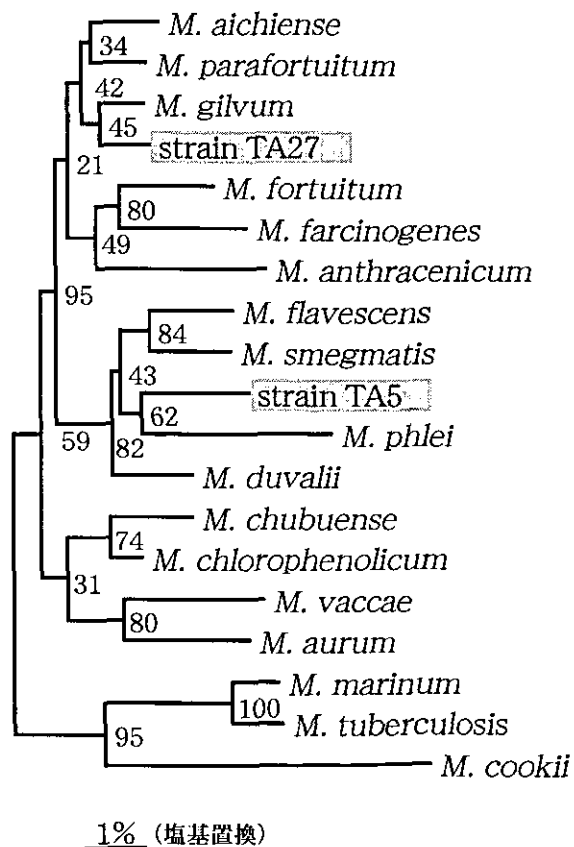 M. aichiense
34
M. parafortuitum
42
M. gilvum
45
strain TA27
21
M. fortuitum
80
M. farcinogenes
49
M. anthracenicum
95
M. flavescens
84
M. smegmatis
43
strain TA5
62
M. phlei
59
82
M. duvalii
M. chubuense
74
M. chlorophenolicum
31
M. vaccae
80
M. aurum
M. marinum
100
M. tuberculosis
95
M. cookii
1% (塩基置換)